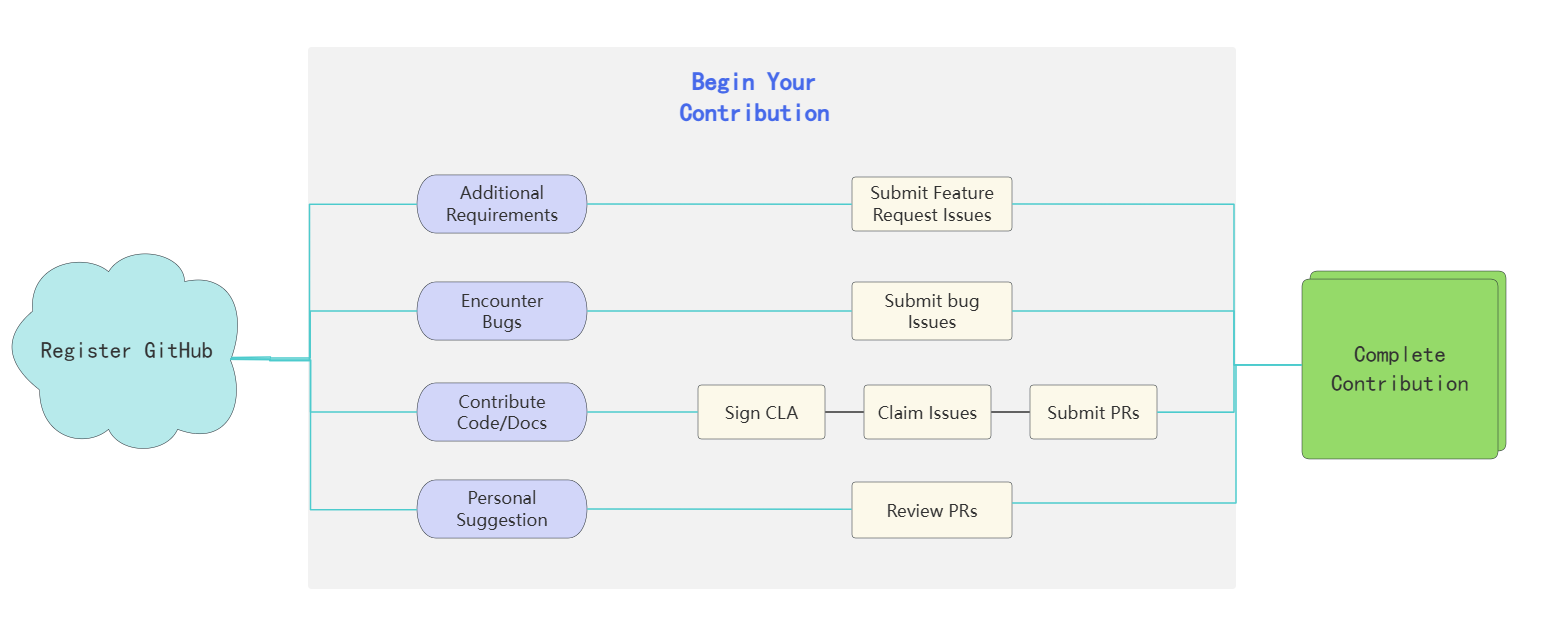 Begin Your
Contribution
Additional
Requirements
Submit Feature
Request Issues
Encounter
Bugs
Submit bug
Issues
Register GitHub
Complete
Contribution
Contribute
Code/Docs
Sign CLA
Claim Issues
Submit PRs
Personal
Suggestion
Review PRs